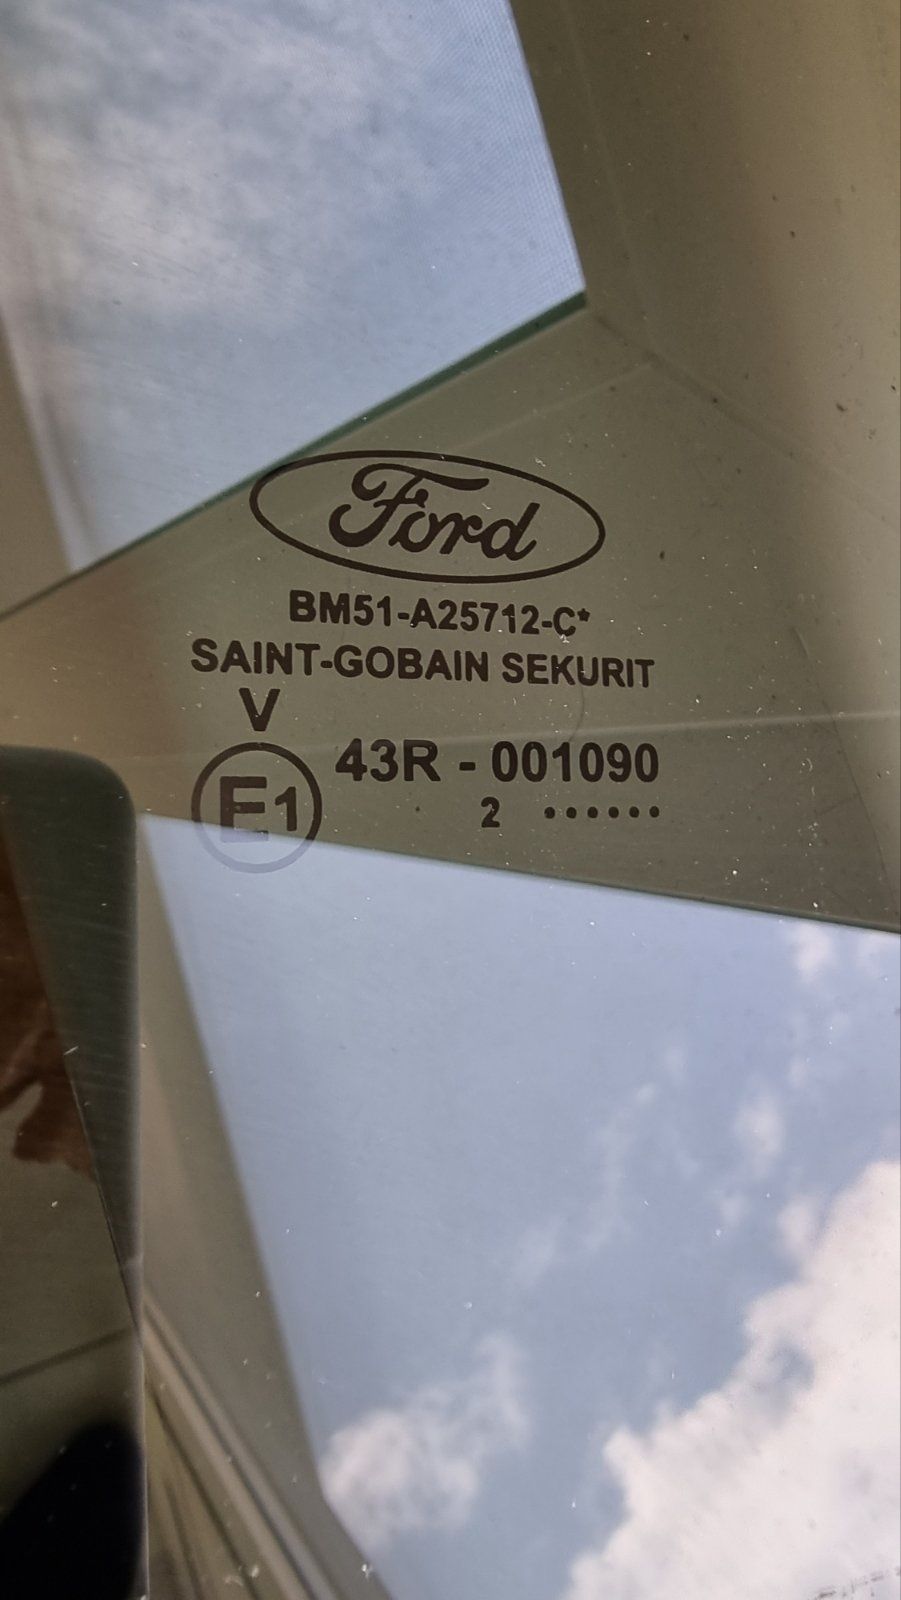 Ford
BM51-A25712-C*
SAINT-GOBAIN SEKURIT
V
E1 43R - 001090
2 ......